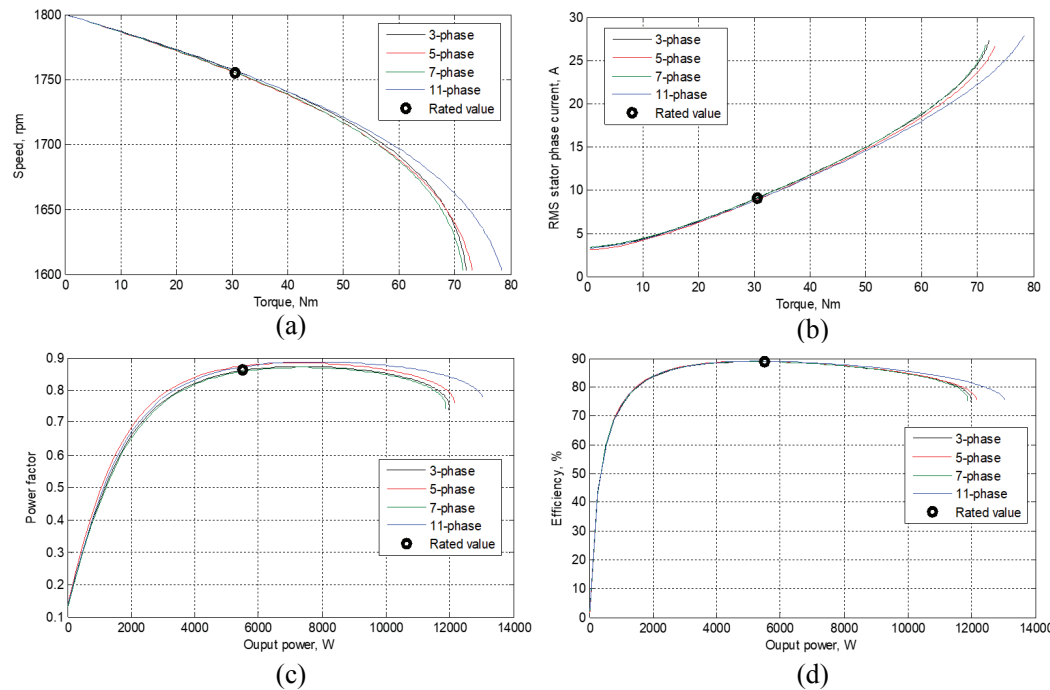 1800
1750
1700
1650
1600
Speed, rpm
0 10 20 30 40 50 60 70 80
Torque, Nm
3-phase
5-phase
7-phase
11-phase
Rated value
(a)
30
25
20
15
10
5
0
RMS stator phase current, A
0 10 20 30 40 50 60 70 80
Torque, Nm
3-phase
5-phase
7-phase
11-phase
Rated value
(b)
0.9
0.8
0.7
0.6
0.5
0.4
0.3
0.2
0.1
Power factor
0 2000 4000 6000 8000 10000 12000 14000
Ouput power, W
3-phase
5-phase
7-phase
11-phase
Rated value
(c)
90
80
70
60
50
40
30
20
10
0
Efficiency, %
0 2000 4000 6000 8000 10000 12000 14000
Ouput power, W
3-phase
5-phase
7-phase
11-phase
Rated value
(d)